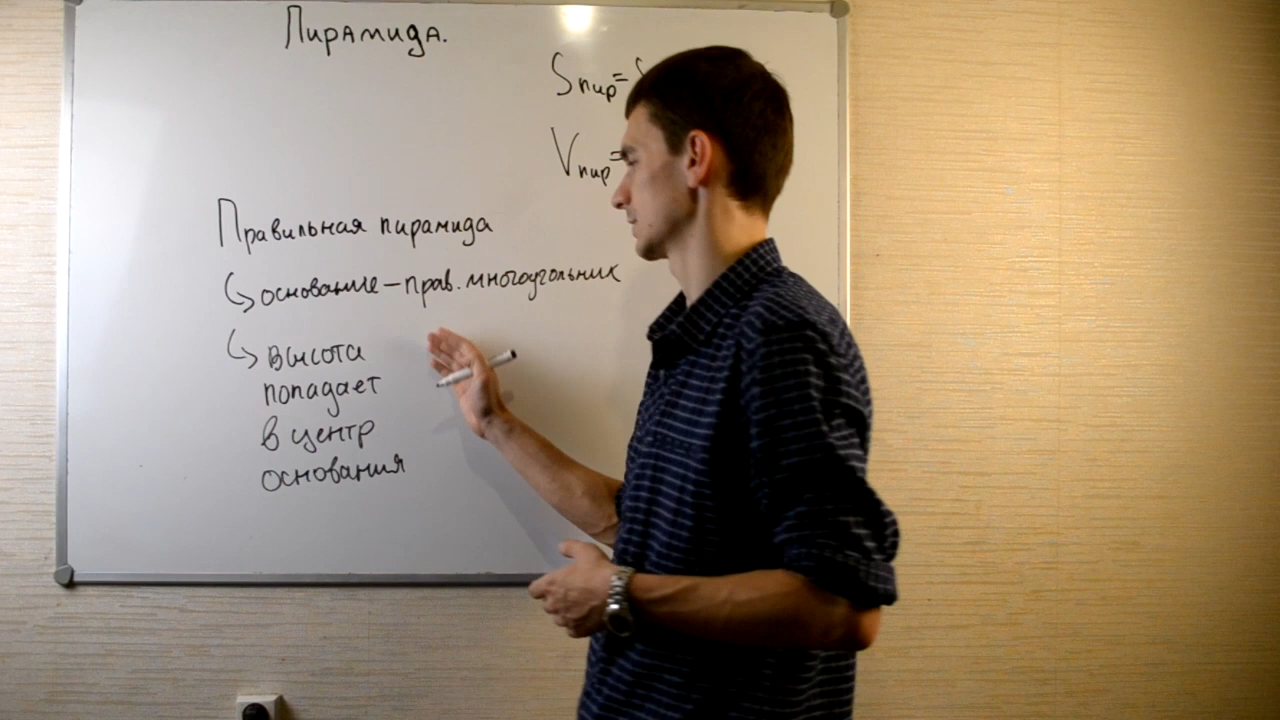 Пирамида.
Sпир=
Vпир=
Правильная пирамида
основание – прав. многоугольник
высота
попадает
в центр
основания